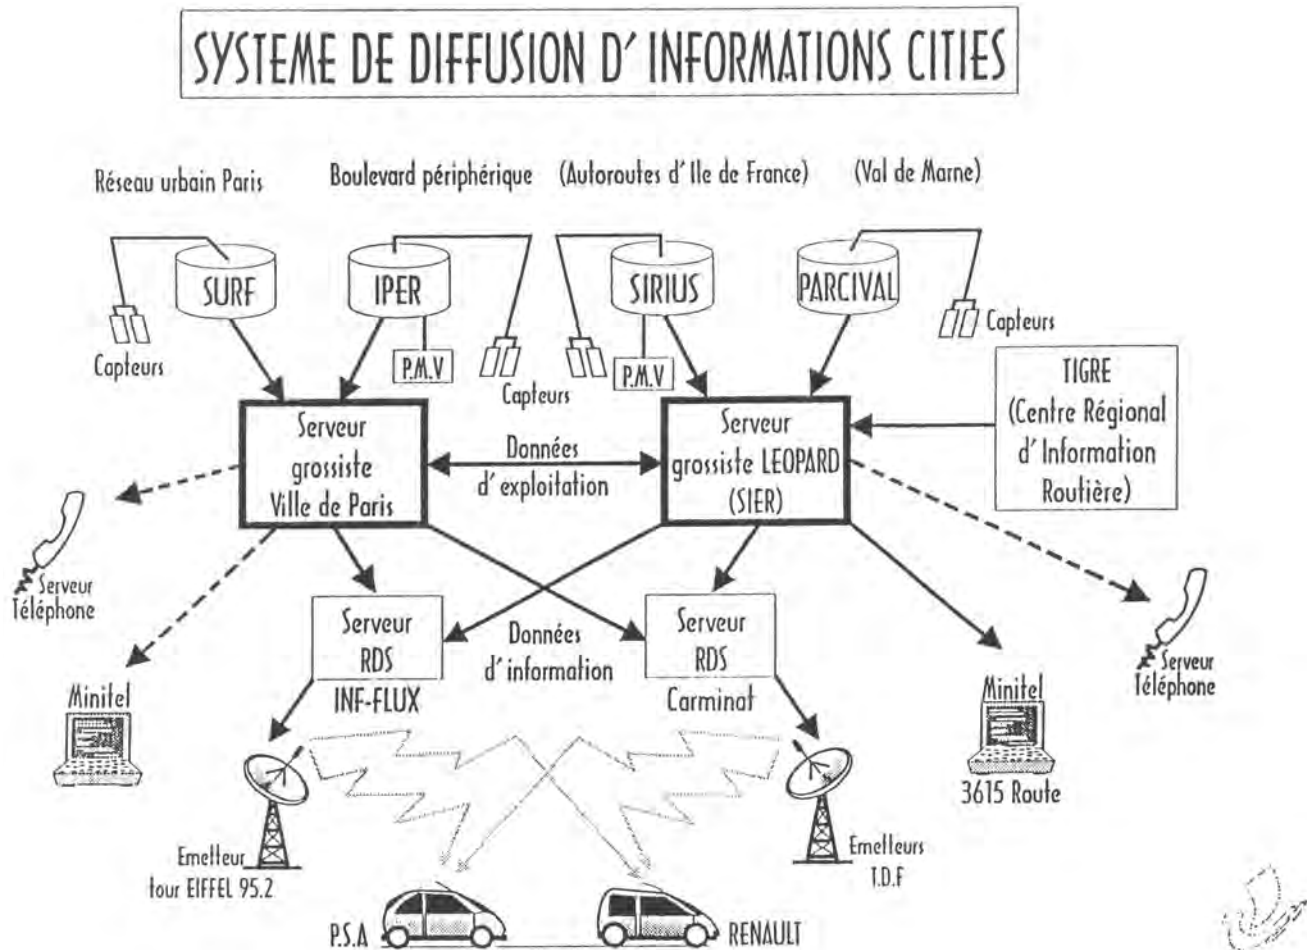 SYSTEME DE DIFFUSION D' INFORMATIONS CITIES
Réseau urbain Paris
Boulevard périphérique
(Autoroutes d' Ile de France)
(Val de Marne)
SURF
IPER
SIRIUS
PARCIVAL
Capteurs
P.M.V
Capteurs
P.M.V
Capteurs
TIGRE
(Centre Régional
d' Information
Routière)
Serveur
grossiste
Ville de Paris
Données
d' exploitation
Serveur
grossiste LEOPARD
(SIER)
Serveur
Téléphone
Serveur
RDS
INF-FLUX
Données
d' information
Serveur
RDS
Carminat
Serveur
Téléphone
Minitel
Minitel
3615 Route
Emetteur
tour EIFFEL 95.2
Emetteurs
T.D.F
P.S.A
RENAULT